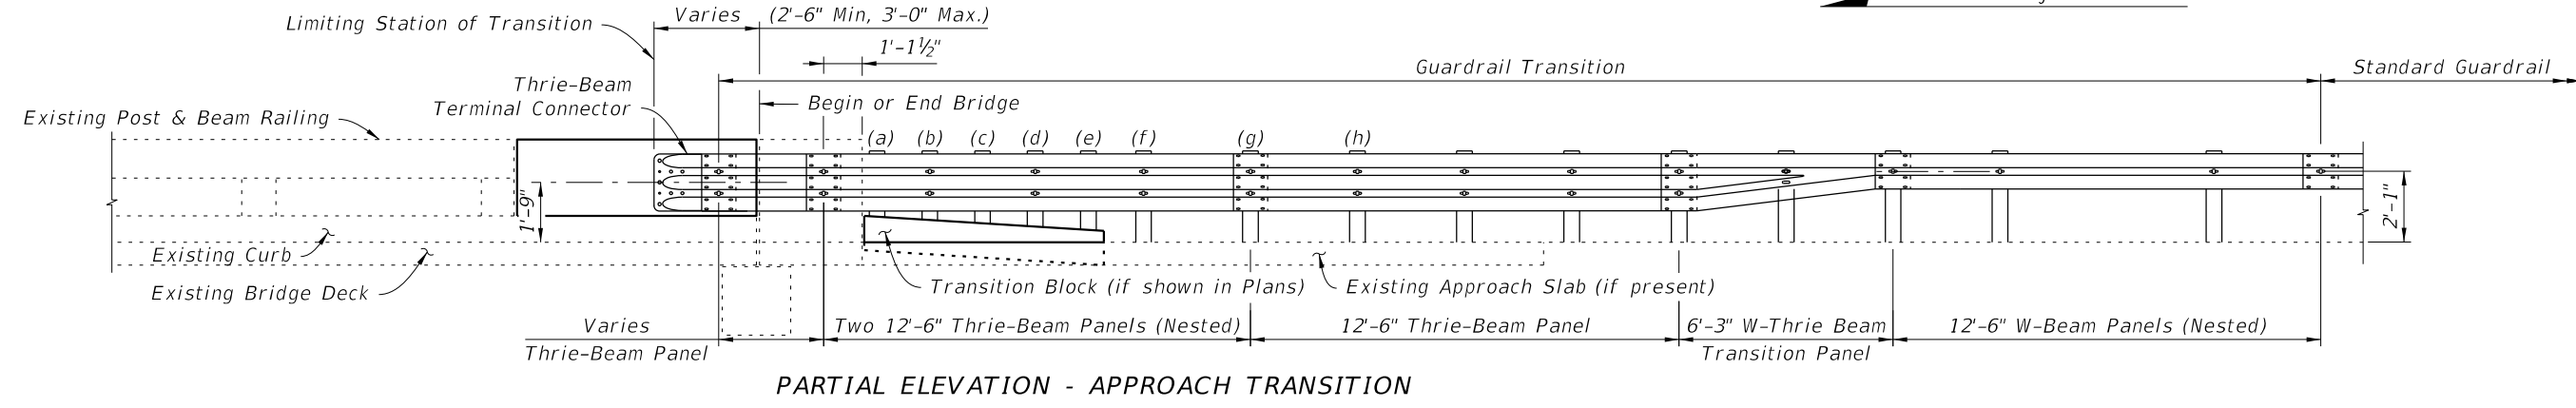 Limiting Station of Transition
Varies (2'-6" Min, 3'-0" Max.)
1'-1½"
Guardrail Transition
Standard Guardrail
Thrie-Beam
Terminal Connector
Begin or End Bridge
Existing Post & Beam Railing
(a) (b) (c) (d) (e) (f) (g) (h)
1'-9"
2'-1"
Existing Curb
Existing Bridge Deck
Transition Block (if shown in Plans)
Existing Approach Slab (if present)
Varies
Thrie-Beam Panel
Two 12'-6" Thrie-Beam Panels (Nested)
12'-6" Thrie-Beam Panel
6'-3" W-Thrie Beam
Transition Panel
12'-6" W-Beam Panels (Nested)
PARTIAL ELEVATION - APPROACH TRANSITION